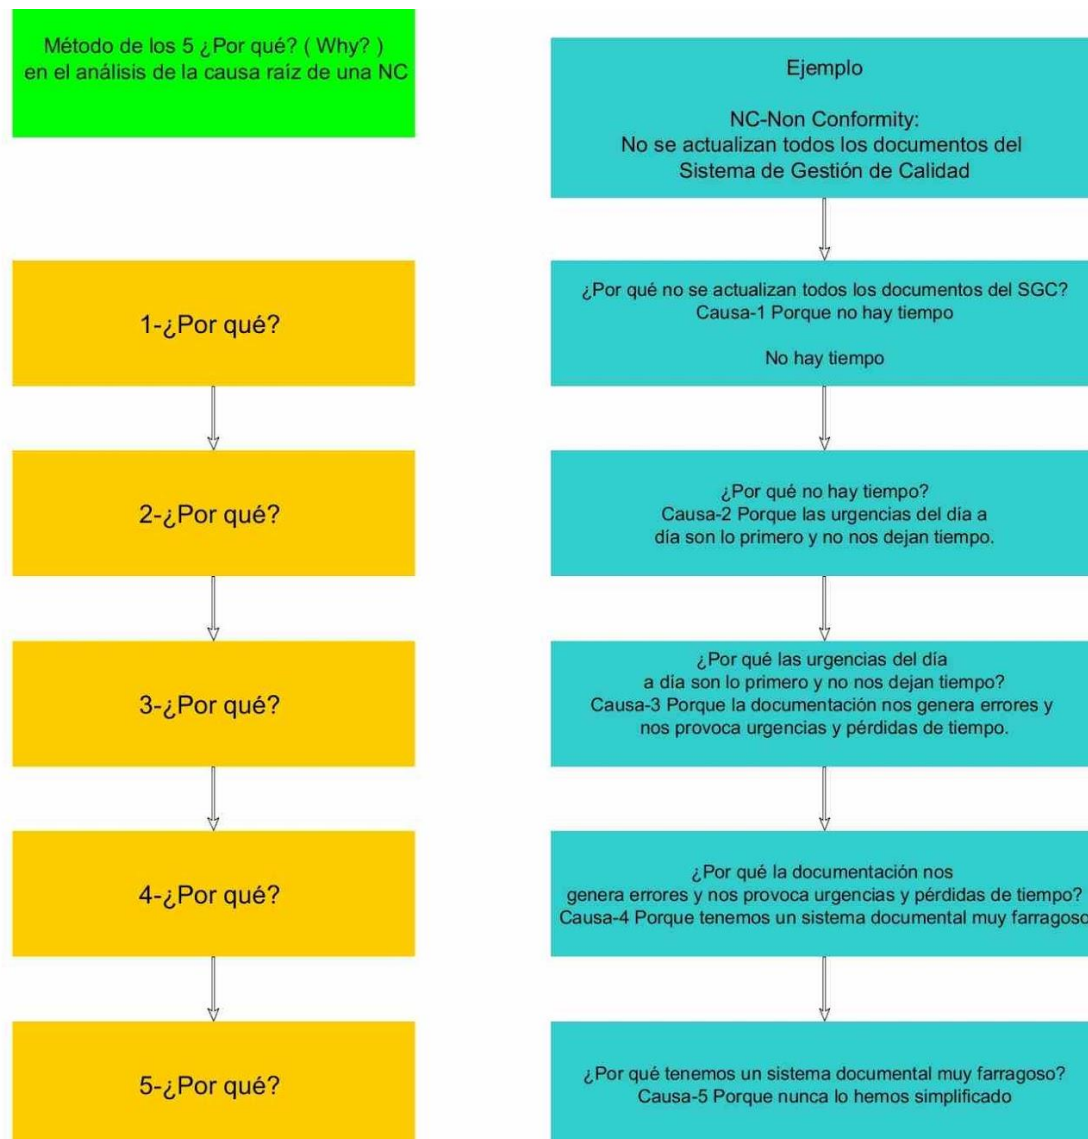 Método de los 5 ¿Por qué? ( Why? )
en el análisis de la causa raíz de una NC
Ejemplo
NC-Non Conformity:
No se actualizan todos los documentos del
Sistema de Gestión de Calidad
1-¿Por qué?
¿Por qué no se actualizan todos los documentos del SGC?
Causa-1 Porque no hay tiempo
No hay tiempo
2-¿Por qué?
¿Por qué no hay tiempo?
Causa-2 Porque las urgencias del día a
día son lo primero y no nos dejan tiempo.
3-¿Por qué?
¿Por qué las urgencias del día
a día son lo primero y no nos dejan tiempo?
Causa-3 Porque la documentación nos genera errores y
nos provoca urgencias y pérdidas de tiempo.
4-¿Por qué?
¿Por qué la documentación nos
genera errores y nos provoca urgencias y pérdidas de tiempo?
Causa-4 Porque tenemos un sistema documental muy farragoso
5-¿Por qué?
¿Por qué tenemos un sistema documental muy farragoso?
Causa-5 Porque nunca lo hemos simplificado